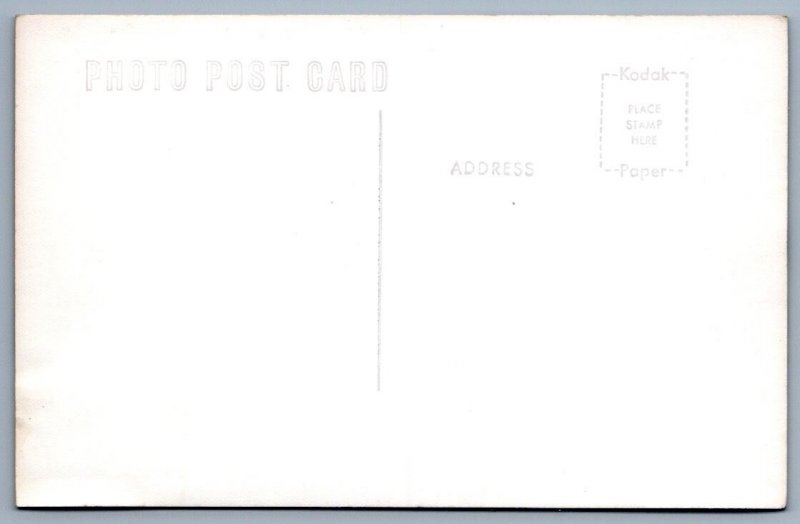 PHOTO POST CARD
Kodak
PLACE
STAMP
HERE
Paper
ADDRESS